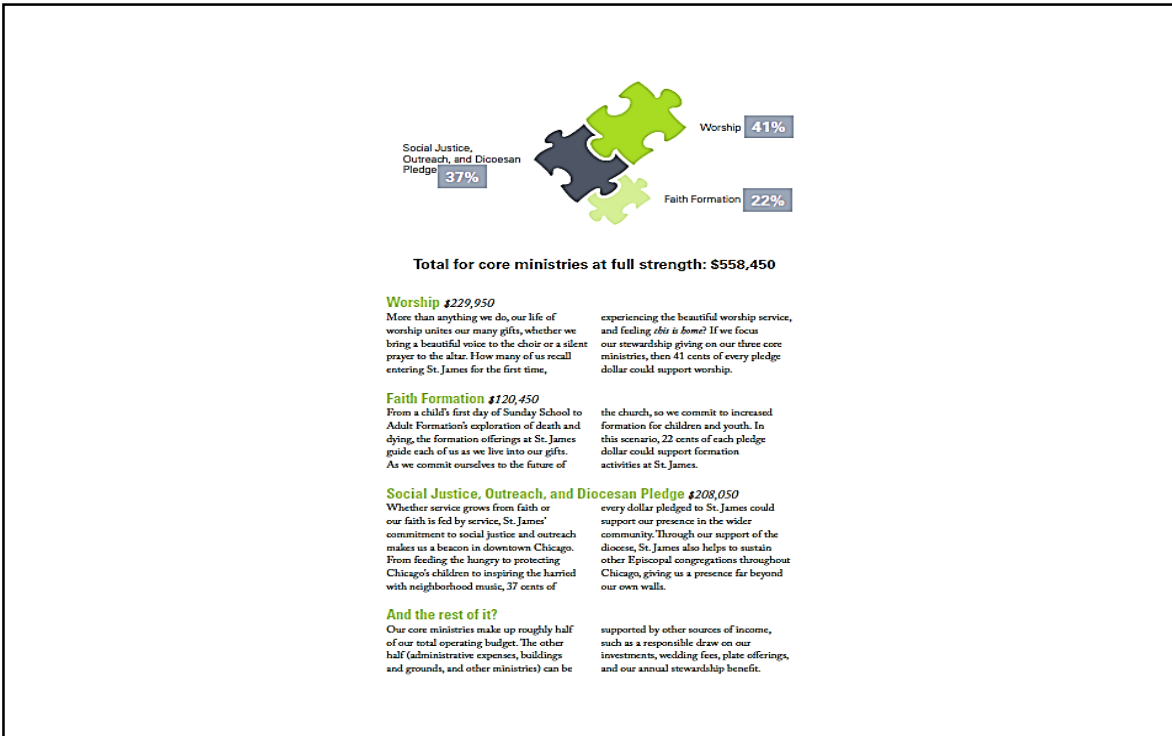 Worship 41%
Social Justice,
Outreach, and Dicoesan
Pledge 37%
Faith Formation 22%
Total for core ministries at full strength: $558,450
Worship $229,950
More than anything we do, our life of
worship unites our many gifts, whether we
bring a beautiful voice to the choir or a silent
prayer to the altar. How many of us recall
entering St. James for the first time,
experiencing the beautiful worship service,
and feeling this is home? If we focus
our stewardship giving on our three core
ministries, then 41 cents of every pledge
dollar could support worship.
Faith Formation $120,450
From a child's first day of Sunday School to
Adult Formation's exploration of death and
dying, the formation offerings at St. James
guide each of us as we live into our gifts.
As we commit ourselves to the future of
the church, so we commit to increased
formation for children and youth. In
this scenario, 22 cents of each pledge
dollar could support formation
activities at St. James.
Social Justice, Outreach, and Diocesan Pledge $208,050
Whether service grows from faith or
our faith is fed by service, St. James'
commitment to social justice and outreach
makes us a beacon in downtown Chicago.
From feeding the hungry to protecting
Chicago's children to inspiring the harried
with neighborhood music, 37 cents of
every dollar pledged to St. James could
support our presence in the wider
community. Through our support of the
diocese, St. James also helps to sustain
other Episcopal congregations throughout
Chicago, giving us a presence far beyond
our own walls.
And the rest of it?
Our core ministries make up roughly half
of our total operating budget. The other
half (administrative expenses, buildings
and grounds, and other ministries) can be
supported by other sources of income,
such as a responsible draw on our
investments, wedding fees, plate offerings,
and our annual stewardship benefit.